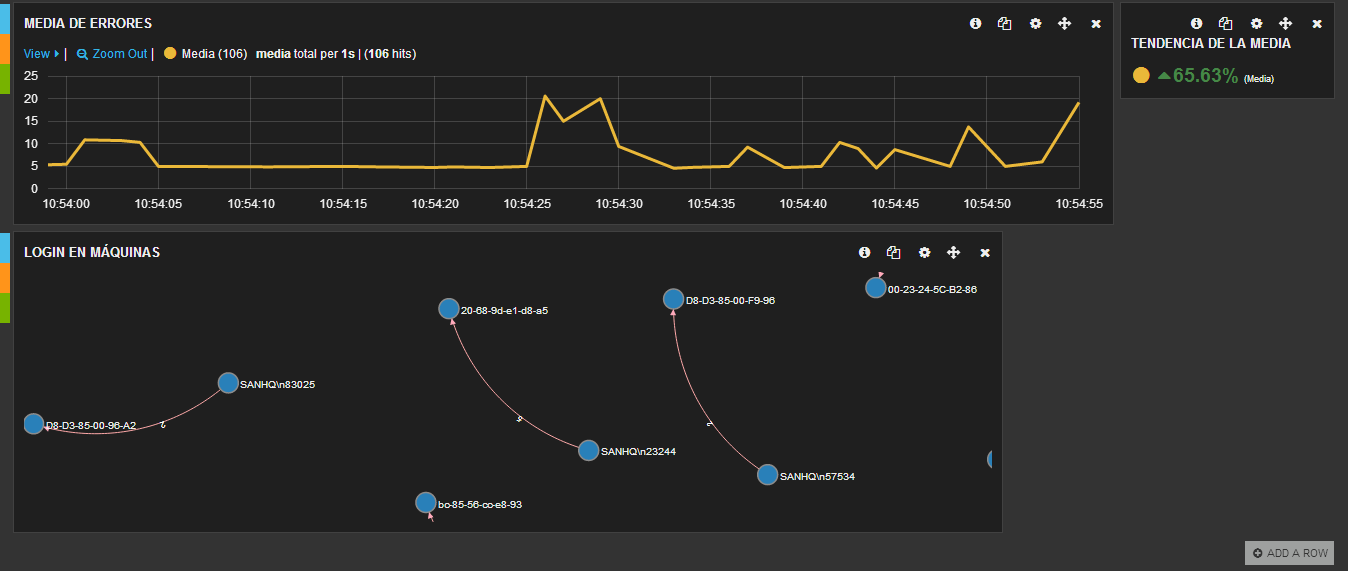 MEDIA DE ERRORES
View | Zoom Out | Media (106) media total per 1s | (106 hits)
25
20
15
10
5
0
10:54:00 10:54:05 10:54:10 10:54:15 10:54:20 10:54:25 10:54:30 10:54:35 10:54:40 10:54:45 10:54:50 10:54:55
TENDENCIA DE LA MEDIA
65.63% (Media)
LOGIN EN MÁQUINAS
00-23-24-5C-B2-86
D8-D3-85-00-F9-96
20-68-9d-e1-d8-a5
SANHQ\n83025
D8-D3-85-00-96-A2
SANHQ\n23244
SANHQ\n57534
bc-85-56-cc-e8-93
ADD A ROW